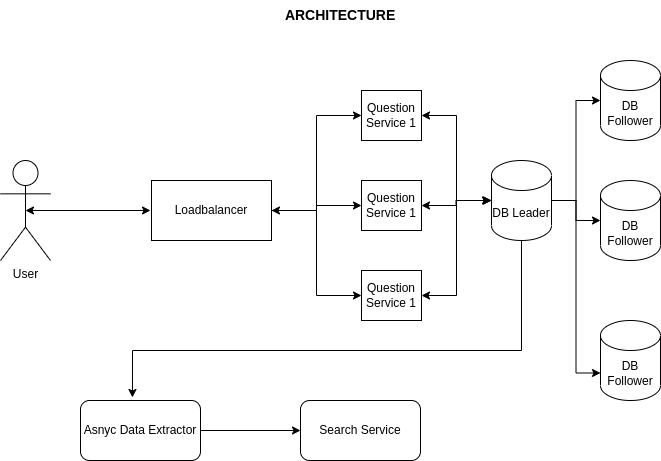 ARCHITECTURE
DB
Follower
Question
Service 1
User
Loadbalancer
Question
Service 1
DB Leader
DB
Follower
Question
Service 1
DB
Follower
Asnyc Data Extractor
Search Service